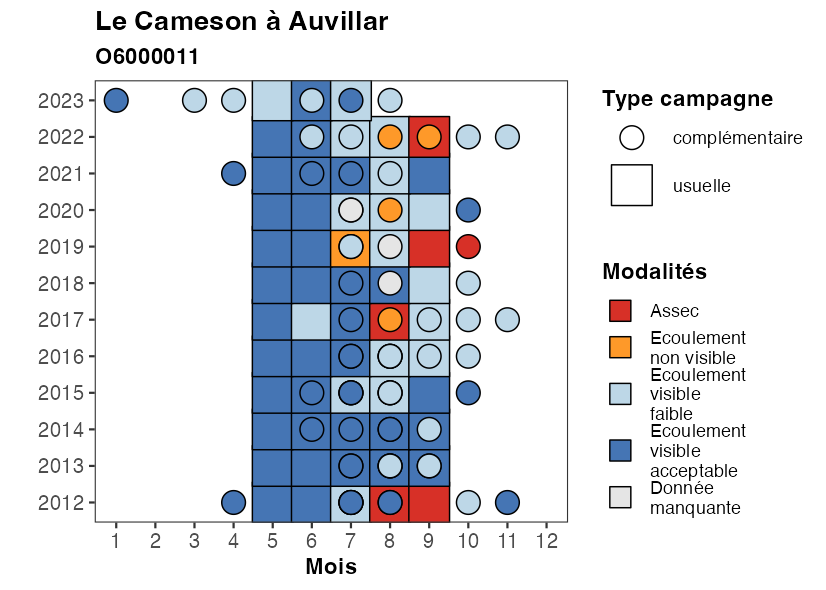 Le Cameson à Auvillar
O6000011
2023
2022
2021
2020
2019
2018
2017
2016
2015
2014
2013
2012
1 2 3 4 5 6 7 8 9 10 11 12
Mois
Type campagne
complémentaire
usuelle
Modalités
Assec
Ecoulement
non visible
Ecoulement
visible
faible
Ecoulement
visible
acceptable
Donnée
manquante